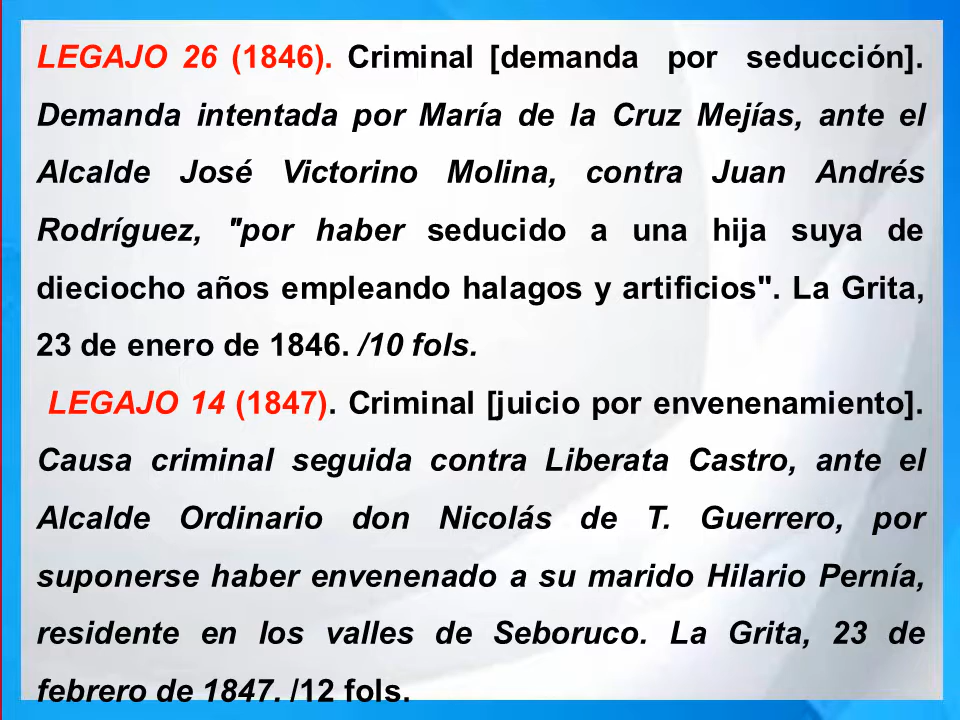 LEGAJO 26 (1846). Criminal [demanda por seducción].
Demanda intentada por María de la Cruz Mejías, ante el
Alcalde José Victorino Molina, contra Juan Andrés
Rodríguez, "por haber seducido a una hija suya de
dieciocho años empleando halagos y artificios". La Grita,
23 de enero de 1846. /10 fols.
LEGAJO 14 (1847). Criminal [juicio por envenenamiento].
Causa criminal seguida contra Liberata Castro, ante el
Alcalde Ordinario don Nicolás de T. Guerrero, por
suponerse haber envenenado a su marido Hilario Pernía,
residente en los valles de Seboruco. La Grita, 23 de
febrero de 1847. /12 fols.